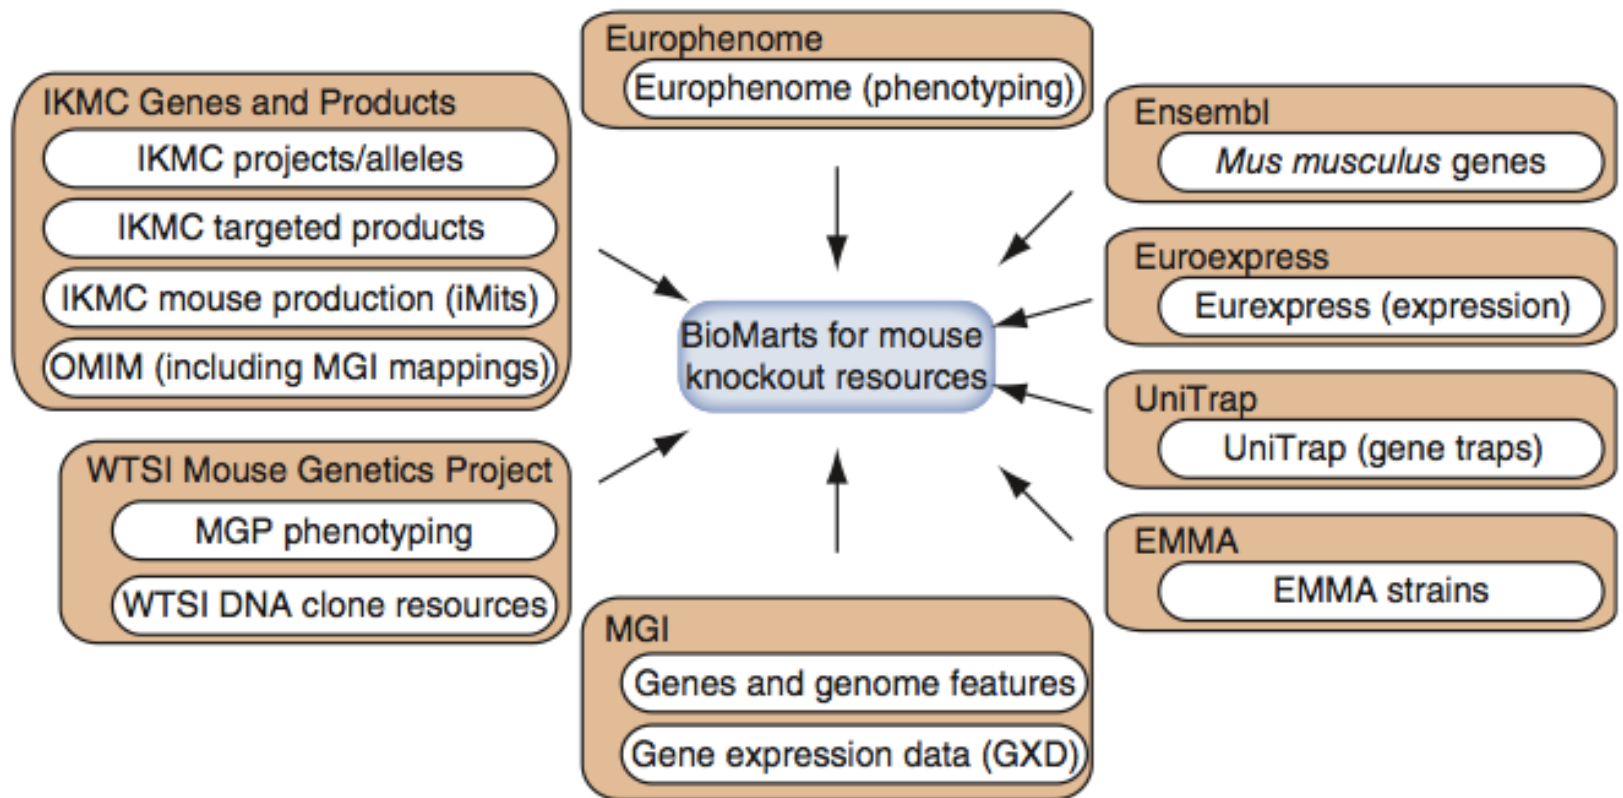 Europhenome
Europhenome (phenotyping)
IKMC Genes and Products
IKMC projects/alleles
IKMC targeted products
IKMC mouse production (iMits)
OMIM (including MGI mappings)
Ensembl
Mus musculus genes
Euroexpress
Eurexpress (expression)
BioMarts for mouse
knockout resources
UniTrap
UniTrap (gene traps)
WTSI Mouse Genetics Project
MGP phenotyping
WTSI DNA clone resources
EMMA
EMMA strains
MGI
Genes and genome features
Gene expression data (GXD)